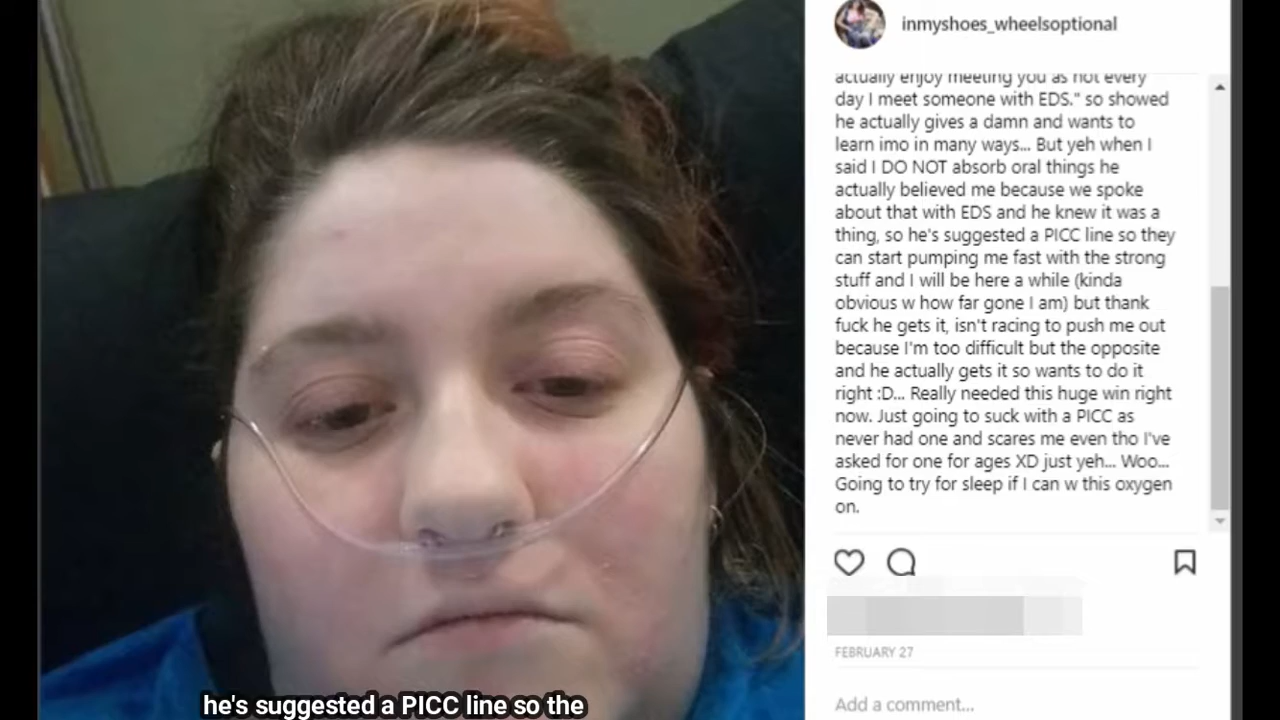 inmyshoes_wheelsoptional
actually enjoy meeting you as not every
day I meet someone with EDS." so showed
he actually gives a damn and wants to
learn imo in many ways... But yeh when I
said I DO NOT absorb oral things he
actually believed me because we spoke
about that with EDS and he knew it was a
thing, so he's suggested a PICC line so they
can start pumping me fast with the strong
stuff and I will be here a while (kinda
obvious w how far gone I am) but thank
fuck he gets it, isn't racing to push me out
because I'm too difficult but the opposite
and he actually gets it so wants to do it
right :D... Really needed this huge win right
now. Just going to suck with a PICC as
never had one and scares me even tho I've
asked for one for ages XD just yeh... Woo...
Going to try for sleep if I can w this oxygen
on.
FEBRUARY 27
Add a comment...
he's suggested a PICC line so the